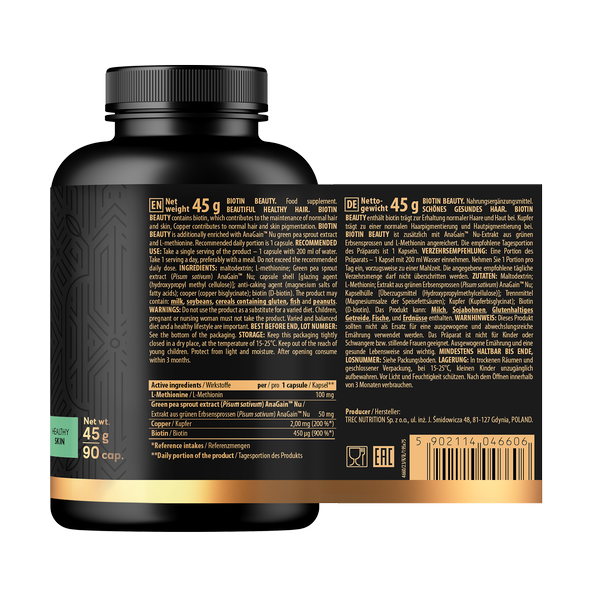 HEALTHY
SKIN
Net wt.
45 g
90 cap.
EN Net weight 45 g BIOTIN BEAUTY. Food supplement.
BEAUTIFUL HEALTHY HAIR. BIOTIN
BEAUTY contains biotin, which contributes to the maintenance of normal hair
and skin, Copper contributes to normal hair and skin pigmentation. BIOTIN
BEAUTY is additionally enriched with AnaGain™ Nu green pea sprout extract
and L-methionine. Recommended daily portion is 1 capsule. RECOMMENDED
USE: Take a single serving of the product – 1 capsule with 200 ml of water.
Take 1 serving a day, preferably with a meal. Do not exceed the recommended
daily dose. INGREDIENTS: maltodextrin; L-methionine; Green pea sprout
extract (Pisum sativum) AnaGain™ Nu; capsule shell [glazing agent
(hydroxypropyl methyl cellulose)]; anti-caking agent (magnesium salts of
fatty acids); copper (copper bisglycinate); biotin (D-biotin). The product may
contain: milk, soybeans, cereals containing gluten, fish and peanuts.
WARNINGS: Do not use the product as a substitute for a varied diet. Children,
pregnant or nursing woman must not take the product. Varied and balanced
diet and a healthy lifestyle are important. BEST BEFORE END, LOT NUMBER:
See the bottom of the packaging. STORAGE: Keep this packaging tightly
closed in a dry place, at the temperature of 15-25°C. Keep out of the reach of
young children. Protect from light and moisture. After opening consume
within 3 months.
Active ingredients / Wirkstoffe per / pro 1 capsule / Kapsel**
L-Methionine / L-Methionin 100 mg
Green pea sprout extract (Pisum sativum) AnaGain™ Nu /
Extrakt aus grünen Erbsensprossen (Pisum sativum) AnaGain™ Nu 50 mg
Copper / Kupfer 2,00 mg (200 %*)
Biotin / Biotin 450 µg (900 %*)
*Reference intakes / Referenzmengen
**Daily portion of the product / Tagesportion des Produkts
DE Netto-gewicht 45 g BIOTIN BEAUTY. Nahrungsergänzungsmittel.
SCHÖNES GESUNDES HAAR. BIOTIN
BEAUTY enthält biotin trägt zur Erhaltung normaler Haare und Haut bei. Kupfer
trägt zu einer normalen Haarpigmentierung und Hautpigmentierung bei.
BIOTIN BEAUTY ist zusätzlich mit AnaGain™ Nu-Extrakt aus grünen
Erbsensprossen und L-Methionin angereichert. Die empfohlene Tagesportion
des Präparats ist 1 Kapseln. VERZEHRSEMPFEHLUNG: Eine Portion des
Präparats – 1 Kapsel mit 200 ml Wasser einnehmen. Nehmen Sie 1 Portion pro
Tag ein, vorzugsweise zu einer Mahlzeit. Die angegebene empfohlene tägliche
Verzehrmenge darf nicht überschritten werden. ZUTATEN: Maltodextrin;
L-Methionin; Extrakt aus grünen Erbsensprossen (Pisum sativum) AnaGain™ Nu;
Kapselhülle [Überzugsmittel (Hydroxypropylmethylcellulose)]; Trennmittel
(Magnesiumsalze der Speisefettsäuren); Kupfer (Kupferbisglycinat); Biotin
(D-biotin). Das Produkt kann: Milch, Sojabohnen, Glutenhaltiges
Getreide, Fische, und Erdnüsse enthalten. WARNHINWEIS: Dieses Produkt
sollten nicht als Ersatz für eine ausgewogene und abwechslungsreiche
Ernährung verwendet werden. Das Präparat ist nicht für Kinder oder
Schwangere bzw. stillende Frauen geeignet. Ausgewogene Ernährung und eine
gesunde Lebensweise sind wichtig. MINDESTENS HALTBAR BIS ENDE,
LOSNUMMER: Siehe Packungsboden. LAGERUNG: In trockenen Räumen und
geschlossener Verpackung, bei 15-25°C, kleinen Kinder unzugänglich
aufbewahren. Vor Licht und Feuchtigkeit schützen. Nach dem Öffnen innerhalb
von 3 Monaten verbrauchen.
Producer / Hersteller:
TREC NUTRITION Sp. z o.o., ul. inż. J. Śmidowicza 48, 81-127 Gdynia, POLAND.
EAC
5 902114 046606